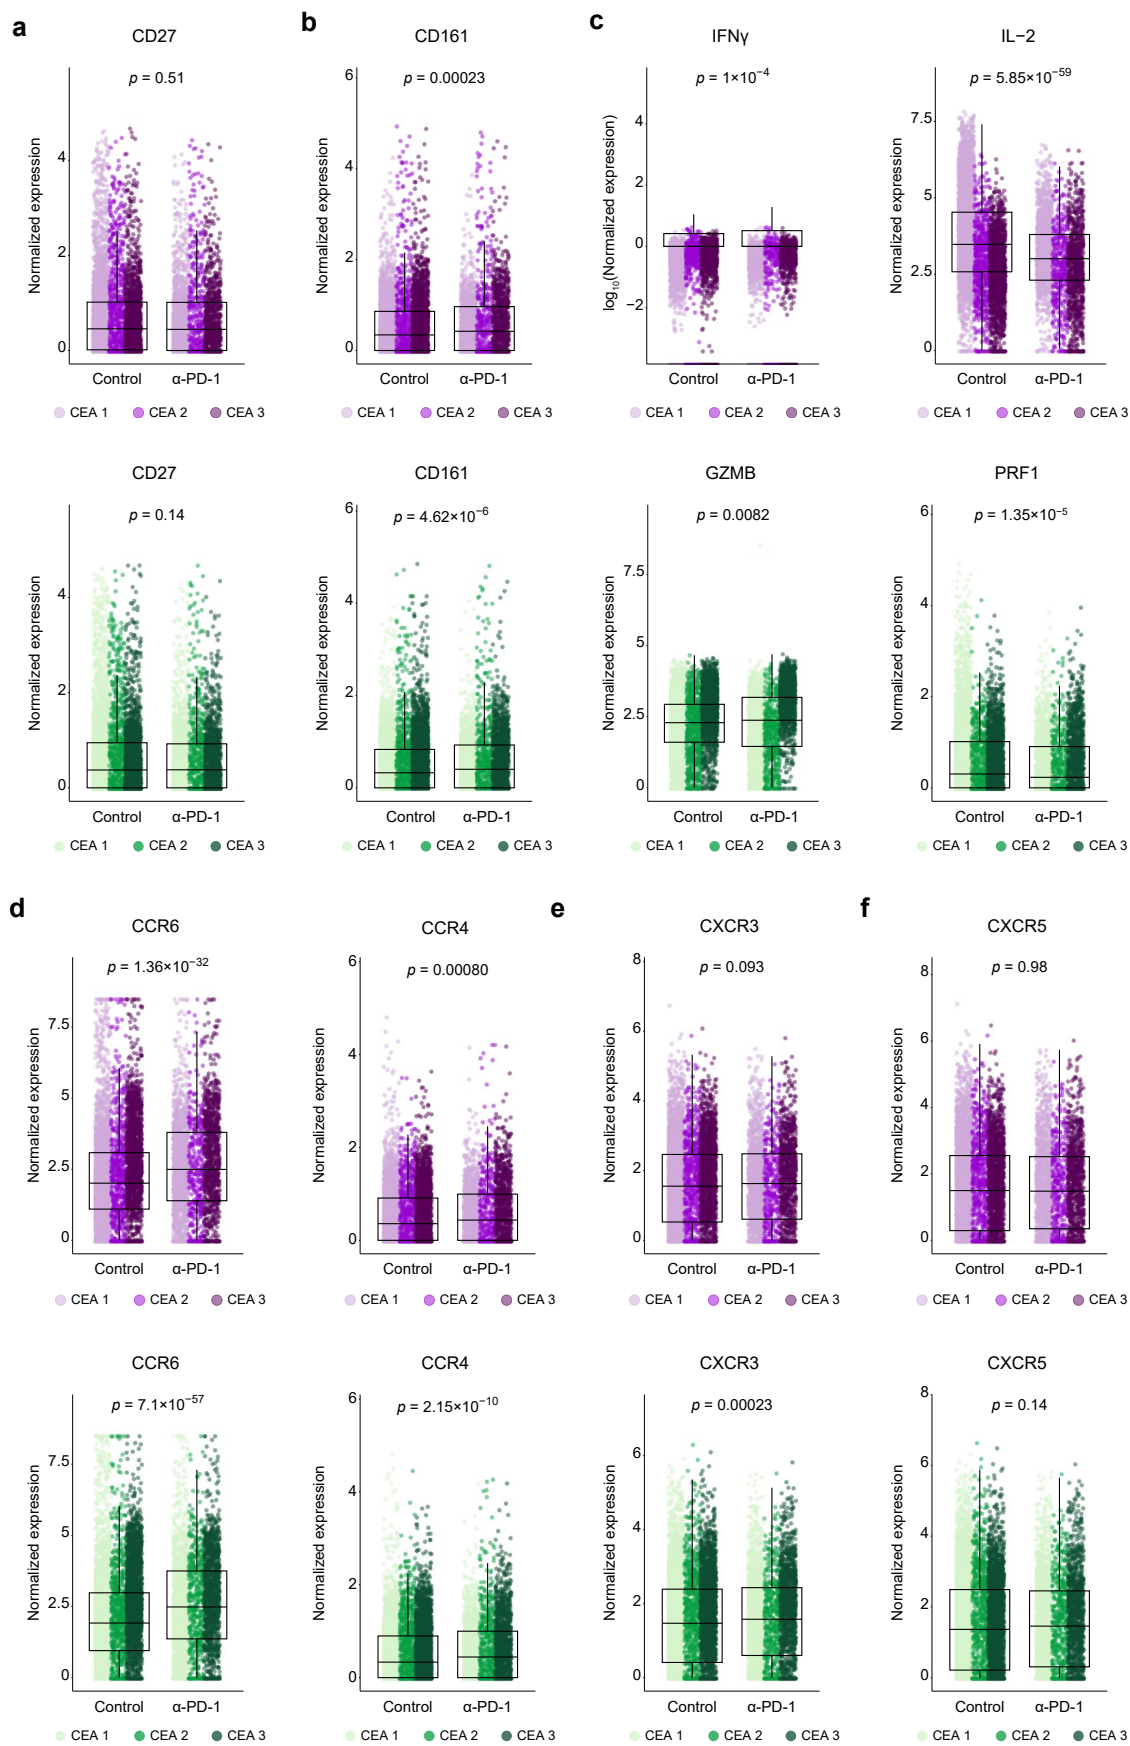 a
CD27
p = 0.51
Normalized expression
4
2
0
Control
α-PD-1
CEA 1
CEA 2
CEA 3
b
CD161
p = 0.00023
Normalized expression
6
4
2
0
Control
α-PD-1
CEA 1
CEA 2
CEA 3
c
IFNγ
p = 1×10⁻⁴
log₁₀(Normalized expression)
4
2
0
−2
Control
α-PD-1
CEA 1
CEA 2
CEA 3
IL−2
p = 5.85×10⁻⁵⁹
Normalized expression
7.5
5
2.5
0
Control
α-PD-1
CEA 1
CEA 2
CEA 3
CD27
p = 0.14
Normalized expression
4
2
0
Control
α-PD-1
CEA 1
CEA 2
CEA 3
CD161
p = 4.62×10⁻⁶
Normalized expression
6
4
2
0
Control
α-PD-1
CEA 1
CEA 2
CEA 3
GZMB
p = 0.0082
Normalized expression
7.5
5
2.5
0
Control
α-PD-1
CEA 1
CEA 2
CEA 3
PRF1
p = 1.35×10⁻⁵
Normalized expression
6
4
2
0
Control
α-PD-1
CEA 1
CEA 2
CEA 3
d
CCR6
p = 1.36×10⁻³²
Normalized expression
7.5
5
2.5
0
Control
α-PD-1
CEA 1
CEA 2
CEA 3
CCR4
p = 0.00080
Normalized expression
6
4
2
0
Control
α-PD-1
CEA 1
CEA 2
CEA 3
e
CXCR3
p = 0.093
Normalized expression
8
6
4
2
0
Control
α-PD-1
CEA 1
CEA 2
CEA 3
f
CXCR5
p = 0.98
Normalized expression
8
6
4
2
0
Control
α-PD-1
CEA 1
CEA 2
CEA 3
CCR6
p = 7.1×10⁻⁵⁷
Normalized expression
7.5
5
2.5
0
Control
α-PD-1
CEA 1
CEA 2
CEA 3
CCR4
p = 2.15×10⁻¹⁰
Normalized expression
6
4
2
0
Control
α-PD-1
CEA 1
CEA 2
CEA 3
CXCR3
p = 0.00023
Normalized expression
6
4
2
0
Control
α-PD-1
CEA 1
CEA 2
CEA 3
CXCR5
p = 0.14
Normalized expression
8
6
4
2
0
Control
α-PD-1
CEA 1
CEA 2
CEA 3